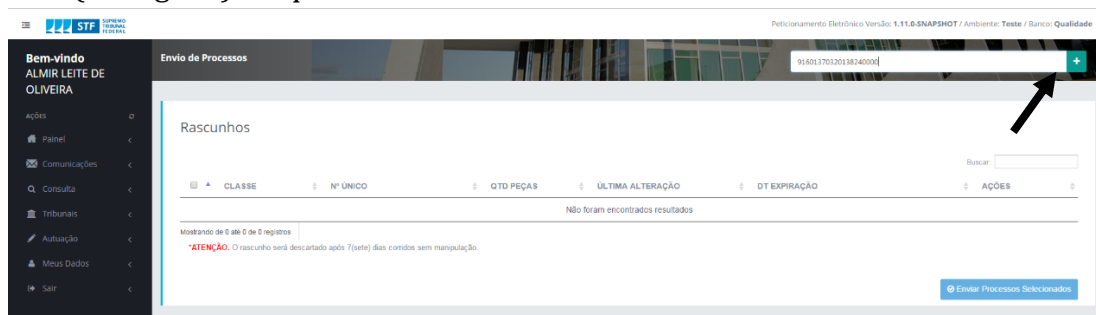 STF SUPREMO TRIBUNAL FEDERAL
Peticionamento Eletrônico Versão: 1.11.0-SNAPSHOT / Ambiente: Teste / Banco: Qualidade
Bem-vindo
ALMIR LEITE DE
OLIVEIRA
Envio de Processos
91601370320138240000
+
AÇÕES
Painel
Comunicações
Consulta
Tribunais
Autuação
Meus Dados
Sair
Rascunhos
Buscar:
CLASSE Nº ÚNICO QTD PEÇAS ÚLTIMA ALTERAÇÃO DT EXPIRAÇÃO AÇÕES
Não foram encontrados resultados
Mostrando de 0 até 0 de 0 registros
*ATENÇÃO. O rascunho será descartado após 7(sete) dias corridos sem manipulação.
Enviar Processos Selecionados